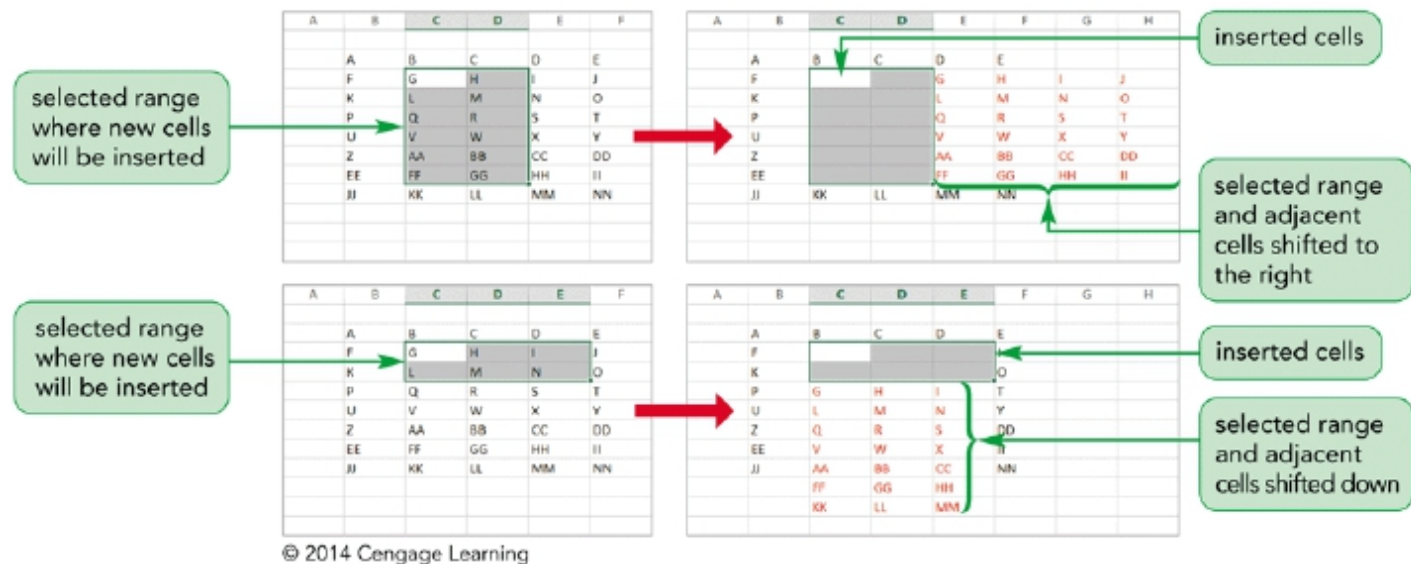 selected range
where new cells
will be inserted
A B C D E F
A B C D E
F G H I J
K L M N O
P Q R S T
U V W X Y
Z AA BB CC DD
EE FF GG HH II
JJ KK LL MM NN
A B C D E F G H
A B C D E
F G H I J
K L M N O
P Q R S T
U V W X Y
Z AA BB CC DD
EE FF GG HH II
JJ KK LL MM NN
inserted cells
selected range
and adjacent
cells shifted to
the right
selected range
where new cells
will be inserted
A B C D E F
A B C D E
F G H I J
K L M N O
P Q R S T
U V W X Y
Z AA BB CC DD
EE FF GG HH II
JJ KK LL MM NN
A B C D E F G H
A B C D E
F
K O
P G H I T
U L M N Y
Z Q R S DD
EE V W X
JJ AA BB CC NN
FF GG HH
KK LL MM
inserted cells
selected range
and adjacent
cells shifted down
© 2014 Cengage Learning